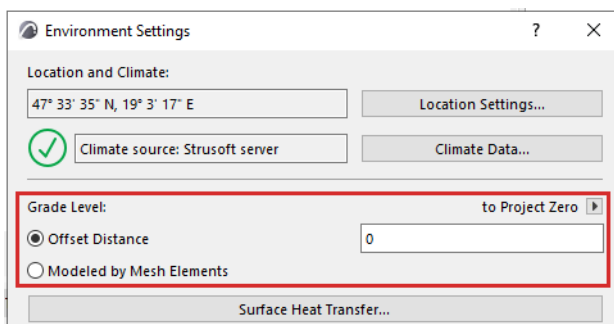 Environment Settings ? ×
Location and Climate:
47° 33' 35" N, 19° 3' 17" E Location Settings...
Climate source: Strusoft server Climate Data...
Grade Level: to Project Zero
Offset Distance 0
Modeled by Mesh Elements
Surface Heat Transfer...